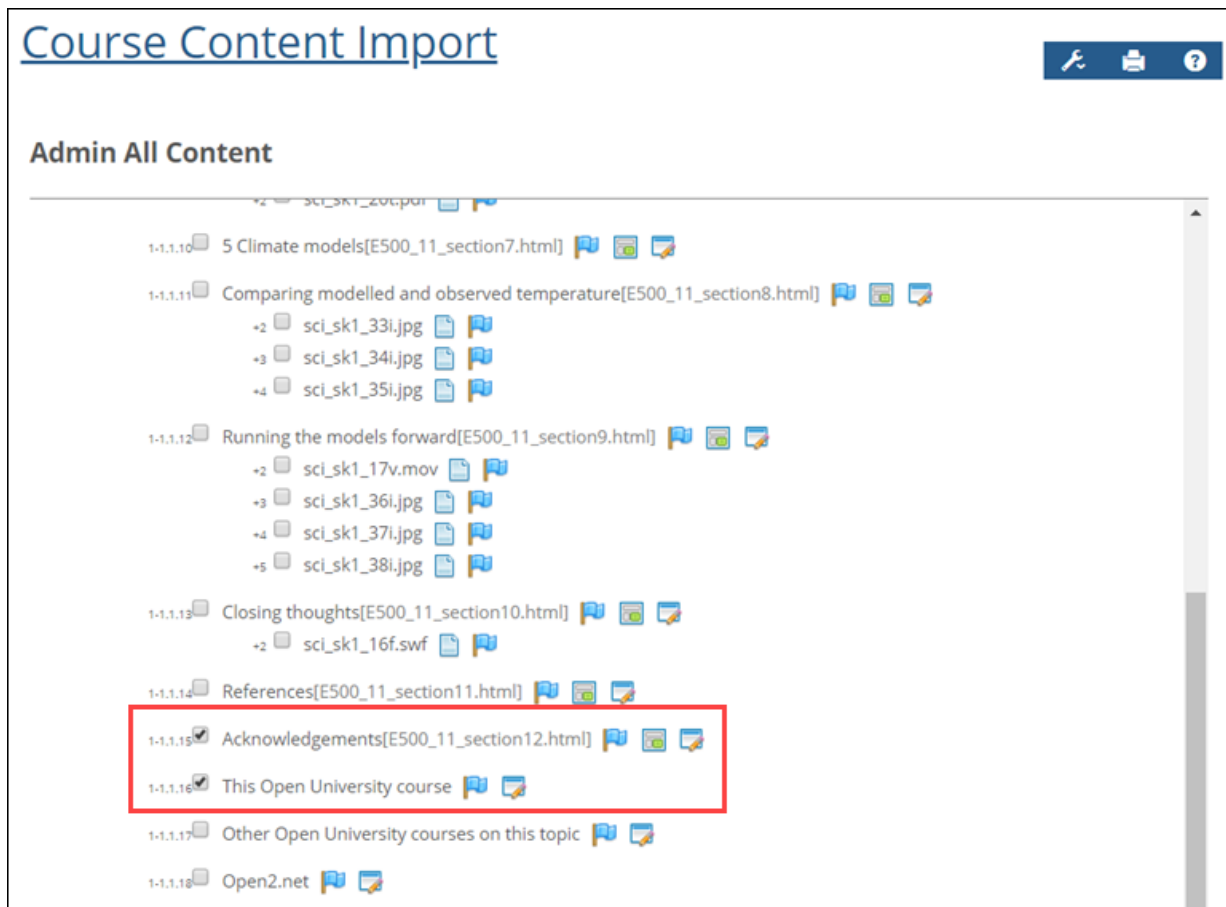 Course Content Import
Admin All Content
+2 sci_sk1_20t.pdf
1-1.1.10 5 Climate models[E500_11_section7.html]
1-1.1.11 Comparing modelled and observed temperature[E500_11_section8.html]
+2 sci_sk1_33i.jpg
+3 sci_sk1_34i.jpg
+4 sci_sk1_35i.jpg
1-1.1.12 Running the models forward[E500_11_section9.html]
+2 sci_sk1_17v.mov
+3 sci_sk1_36i.jpg
+4 sci_sk1_37i.jpg
+5 sci_sk1_38i.jpg
1-1.1.13 Closing thoughts[E500_11_section10.html]
+2 sci_sk1_16f.swf
1-1.1.14 References[E500_11_section11.html]
1-1.1.15 Acknowledgements[E500_11_section12.html]
1-1.1.16 This Open University course
1-1.1.17 Other Open University courses on this topic
1-1.1.18 Open2.net